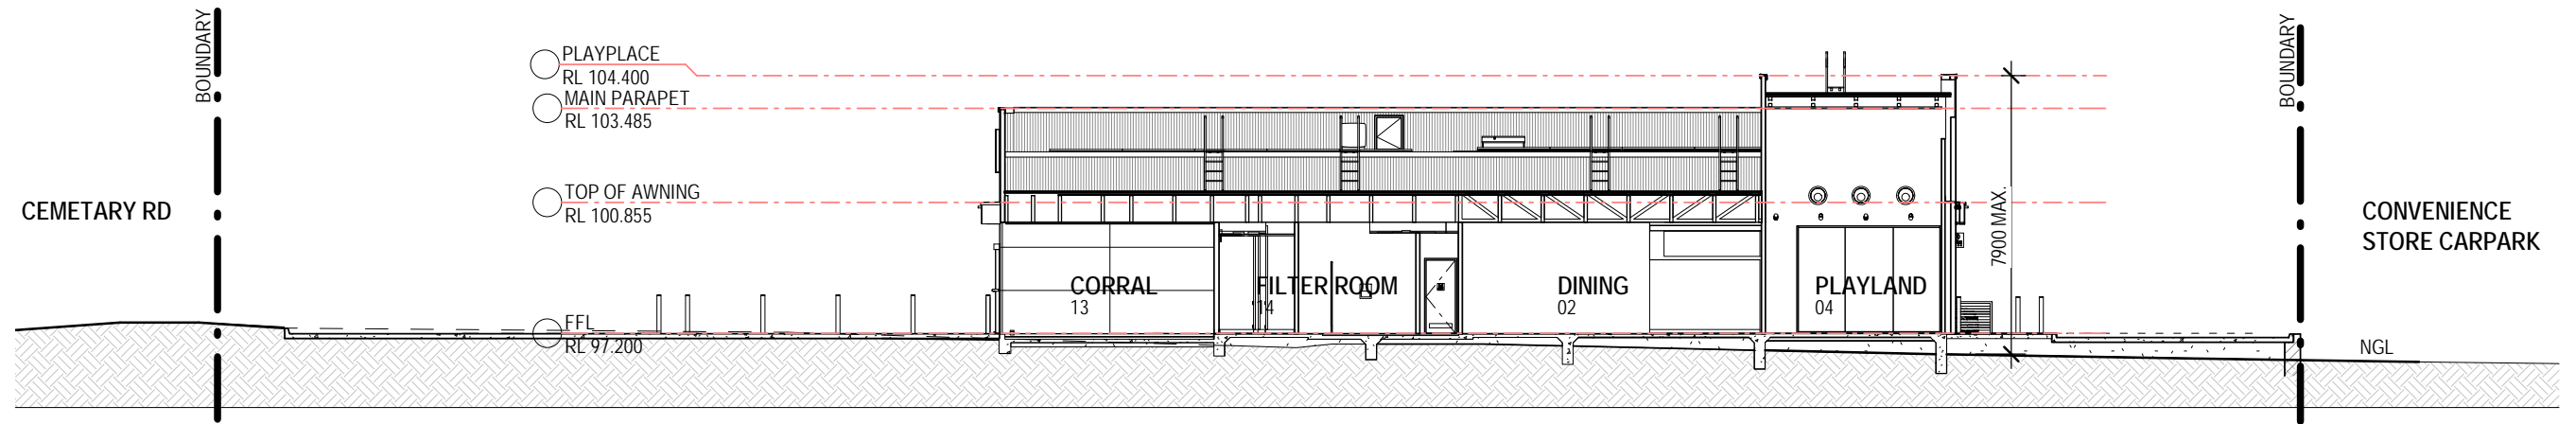 BOUNDARY
PLAYPLACE
RL 104.400
MAIN PARAPET
RL 103.485
TOP OF AWNING
RL 100.855
CEMETARY RD
FFL
RL 97.200
CORRAL
13
FILTER ROOM
14
DINING
02
PLAYLAND
04
7900 MAX.
BOUNDARY
CONVENIENCE
STORE CARPARK
NGL